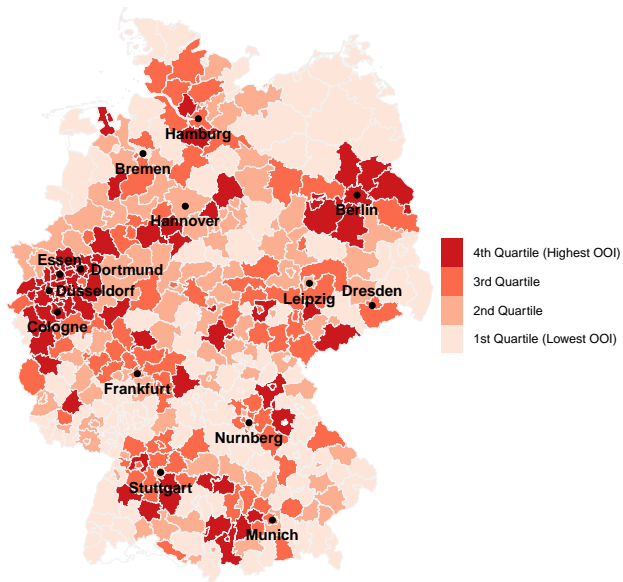 Hamburg
Bremen
Hannover
Berlin
Essen
Dortmund
Düsseldorf
Cologne
Leipzig
Dresden
Frankfurt
Nurnberg
Stuttgart
Munich
4th Quartile (Highest OOI)
3rd Quartile
2nd Quartile
1st Quartile (Lowest OOI)